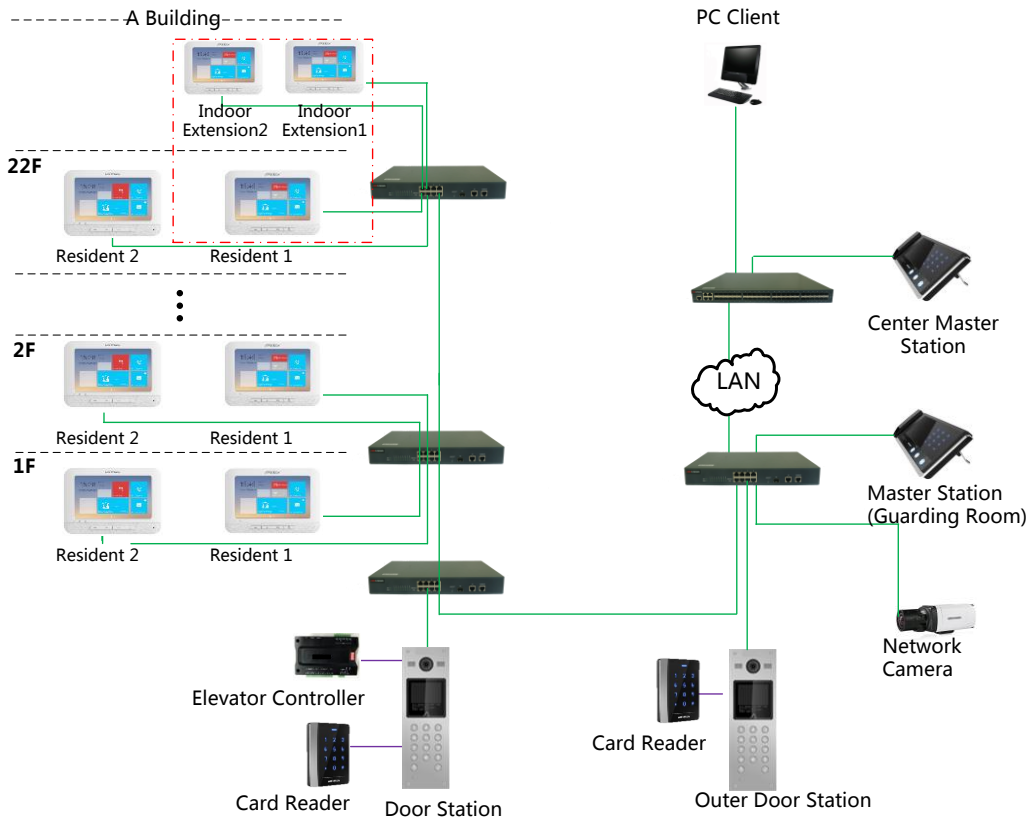 A Building
PC Client
Indoor
Extension2
Indoor
Extension1
22F
Resident 2
Resident 1
Center Master
Station
2F
LAN
Resident 2
Resident 1
1F
Master Station
(Guarding Room)
Resident 2
Resident 1
Network
Camera
Elevator Controller
Card Reader
Card Reader
Door Station
Outer Door Station